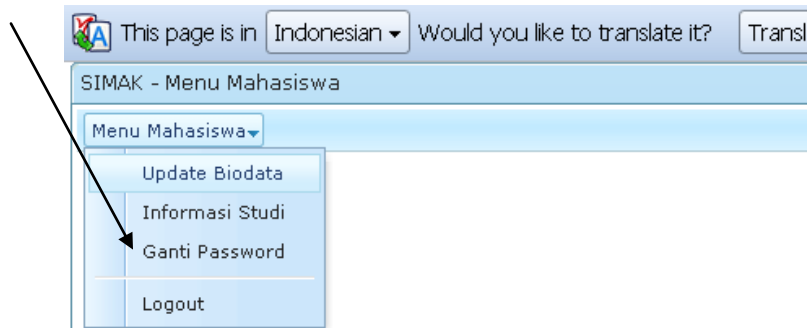 This page is in Indonesian Would you like to translate it? Transl
SIMAK - Menu Mahasiswa
Menu Mahasiswa
Update Biodata
Informasi Studi
Ganti Password
Logout